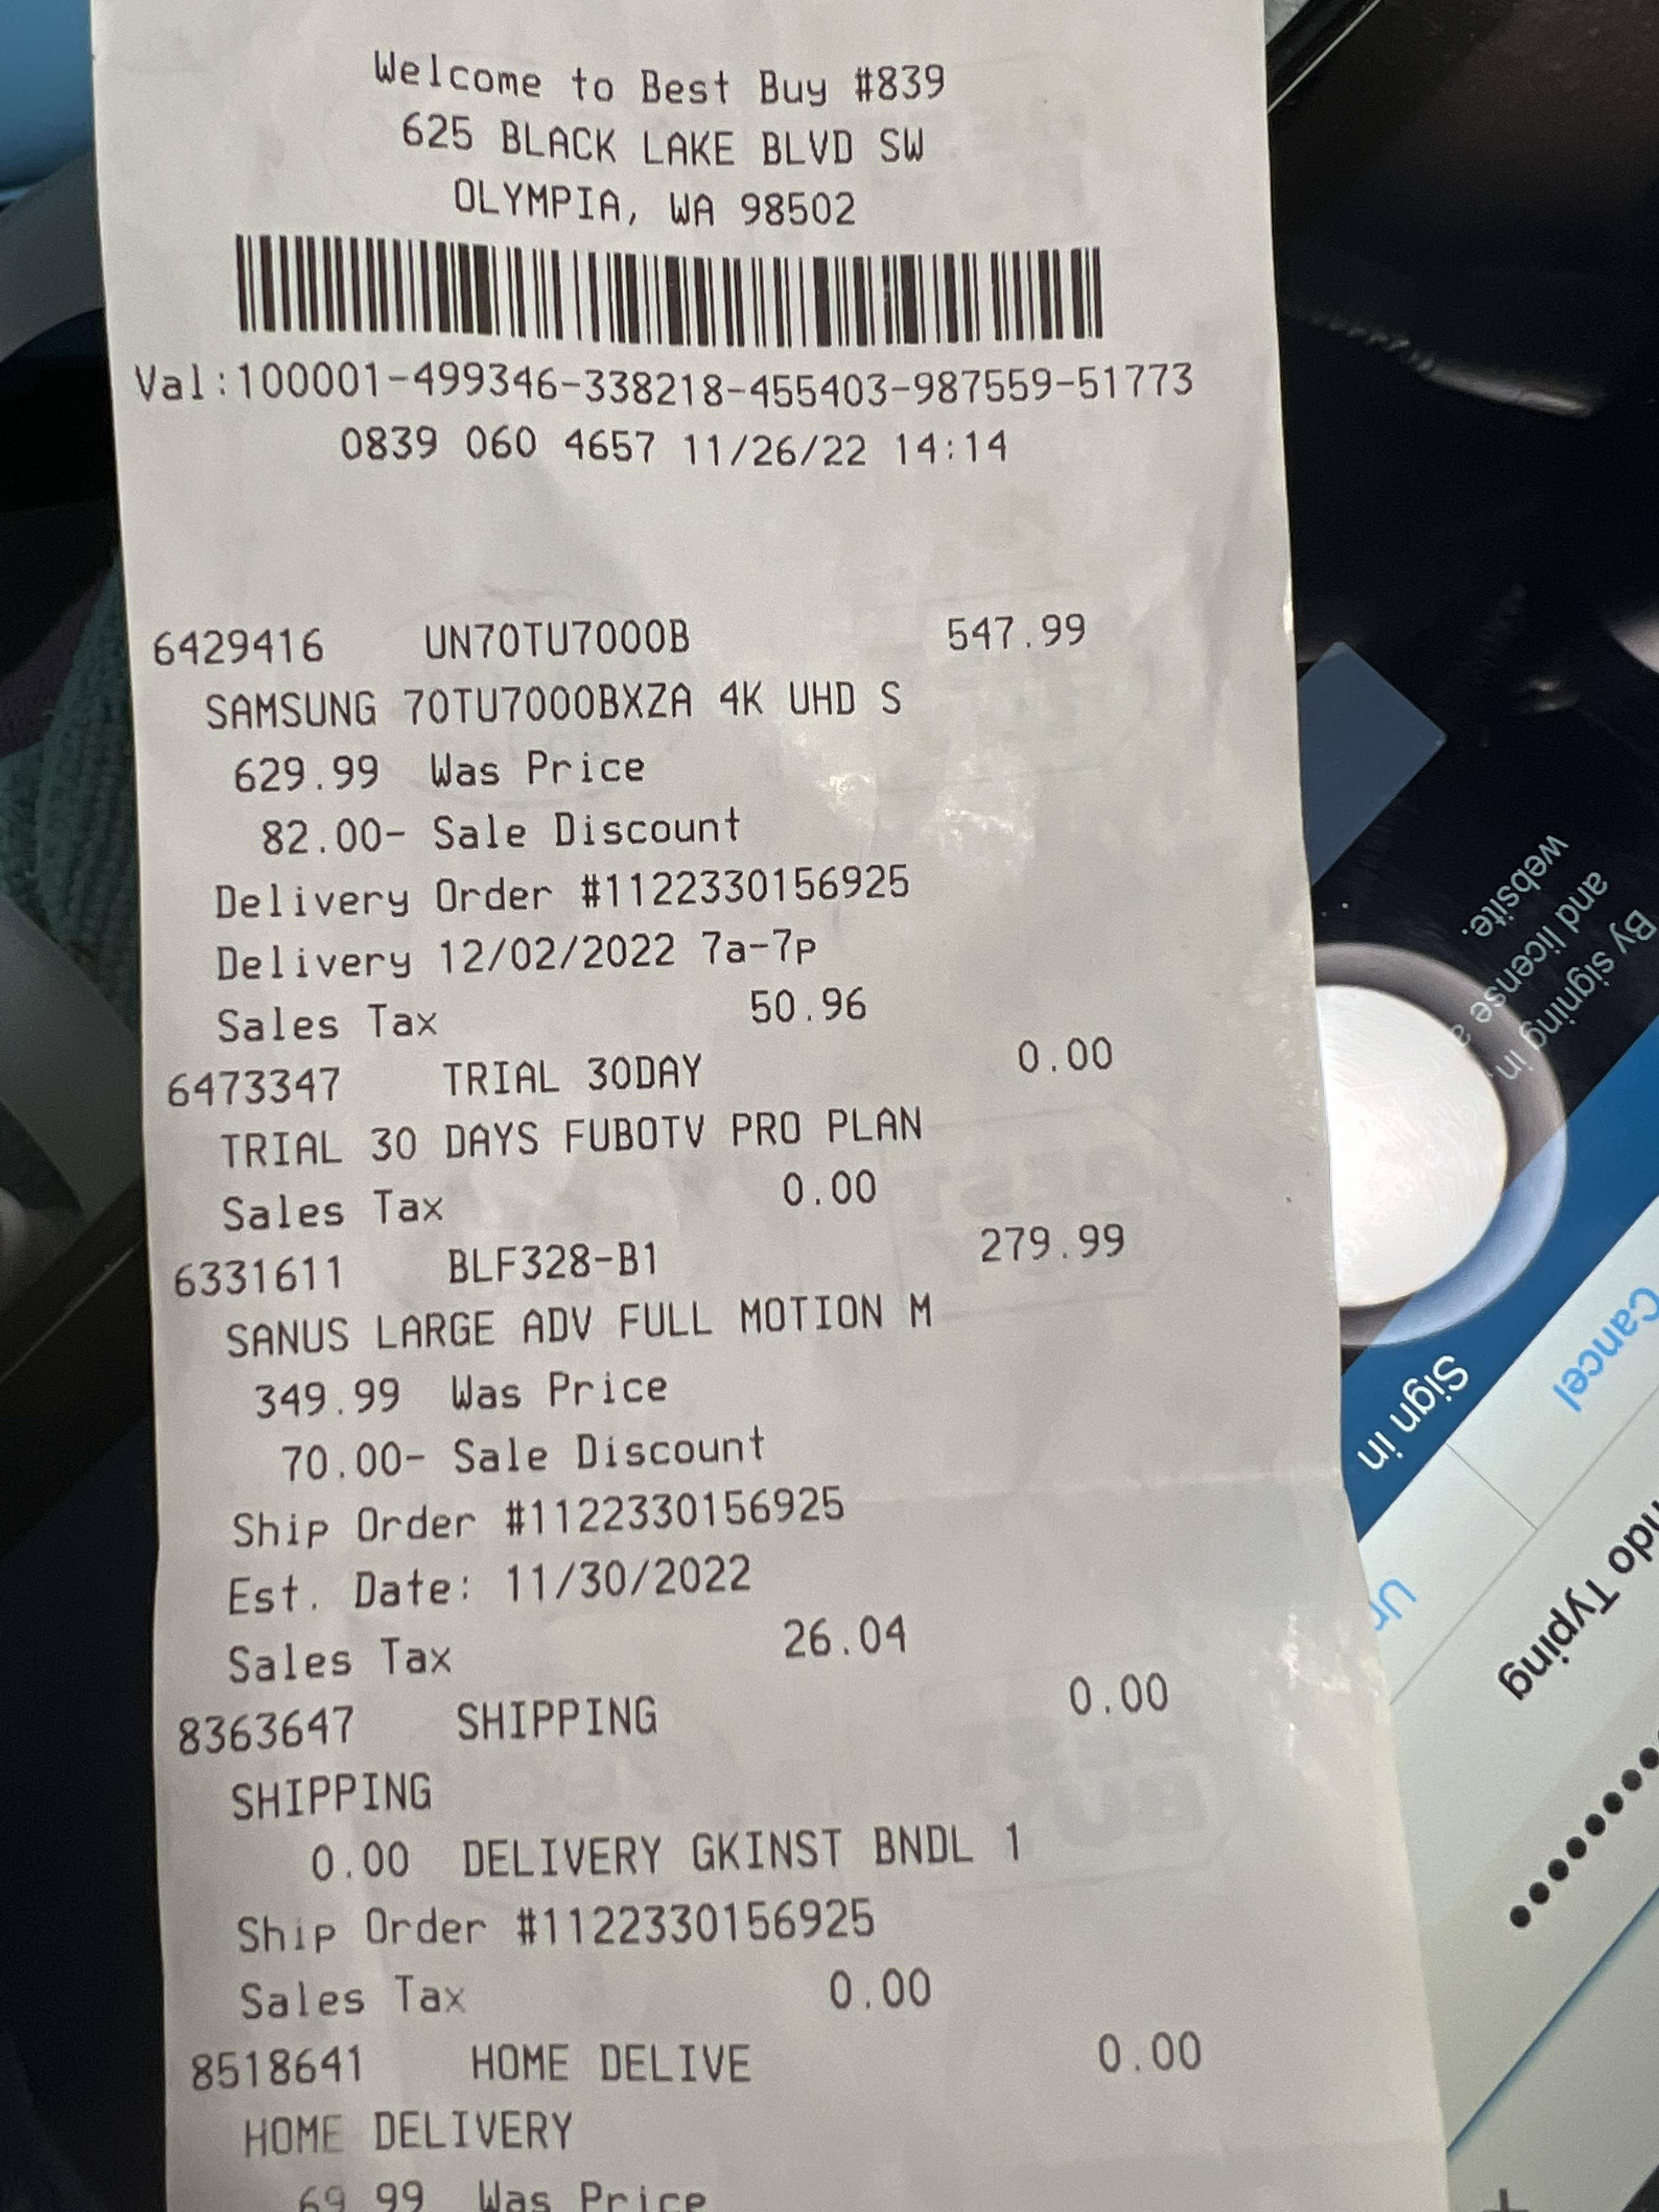 Welcome to Best Buy #839
625 BLACK LAKE BLVD SW
OLYMPIA, WA 98502
Val:100001-499346-338218-455403-987559-51773
0839 060 4657 11/26/22 14:14
6429416 UN70TU7000B 547.99
SAMSUNG 70TU7000BXZA 4K UHD S
629.99 Was Price
82.00- Sale Discount
Delivery Order #1122330156925
Delivery 12/02/2022 7a-7p
Sales Tax 50.96
6473347 TRIAL 30DAY 0.00
TRIAL 30 DAYS FUBOTV PRO PLAN
Sales Tax 0.00
6331611 BLF328-B1 279.99
SANUS LARGE ADV FULL MOTION M
349.99 Was Price
70.00- Sale Discount
Ship Order #1122330156925
Est. Date: 11/30/2022
Sales Tax 26.04
8363647 SHIPPING 0.00
SHIPPING
0.00 DELIVERY GKINST BNDL 1
Ship Order #1122330156925
Sales Tax 0.00
8518641 HOME DELIVE 0.00
HOME DELIVERY
69.99 Was Price
By signing in,
and license a
website.
Sign in
Cancel
ndo Typing
Un